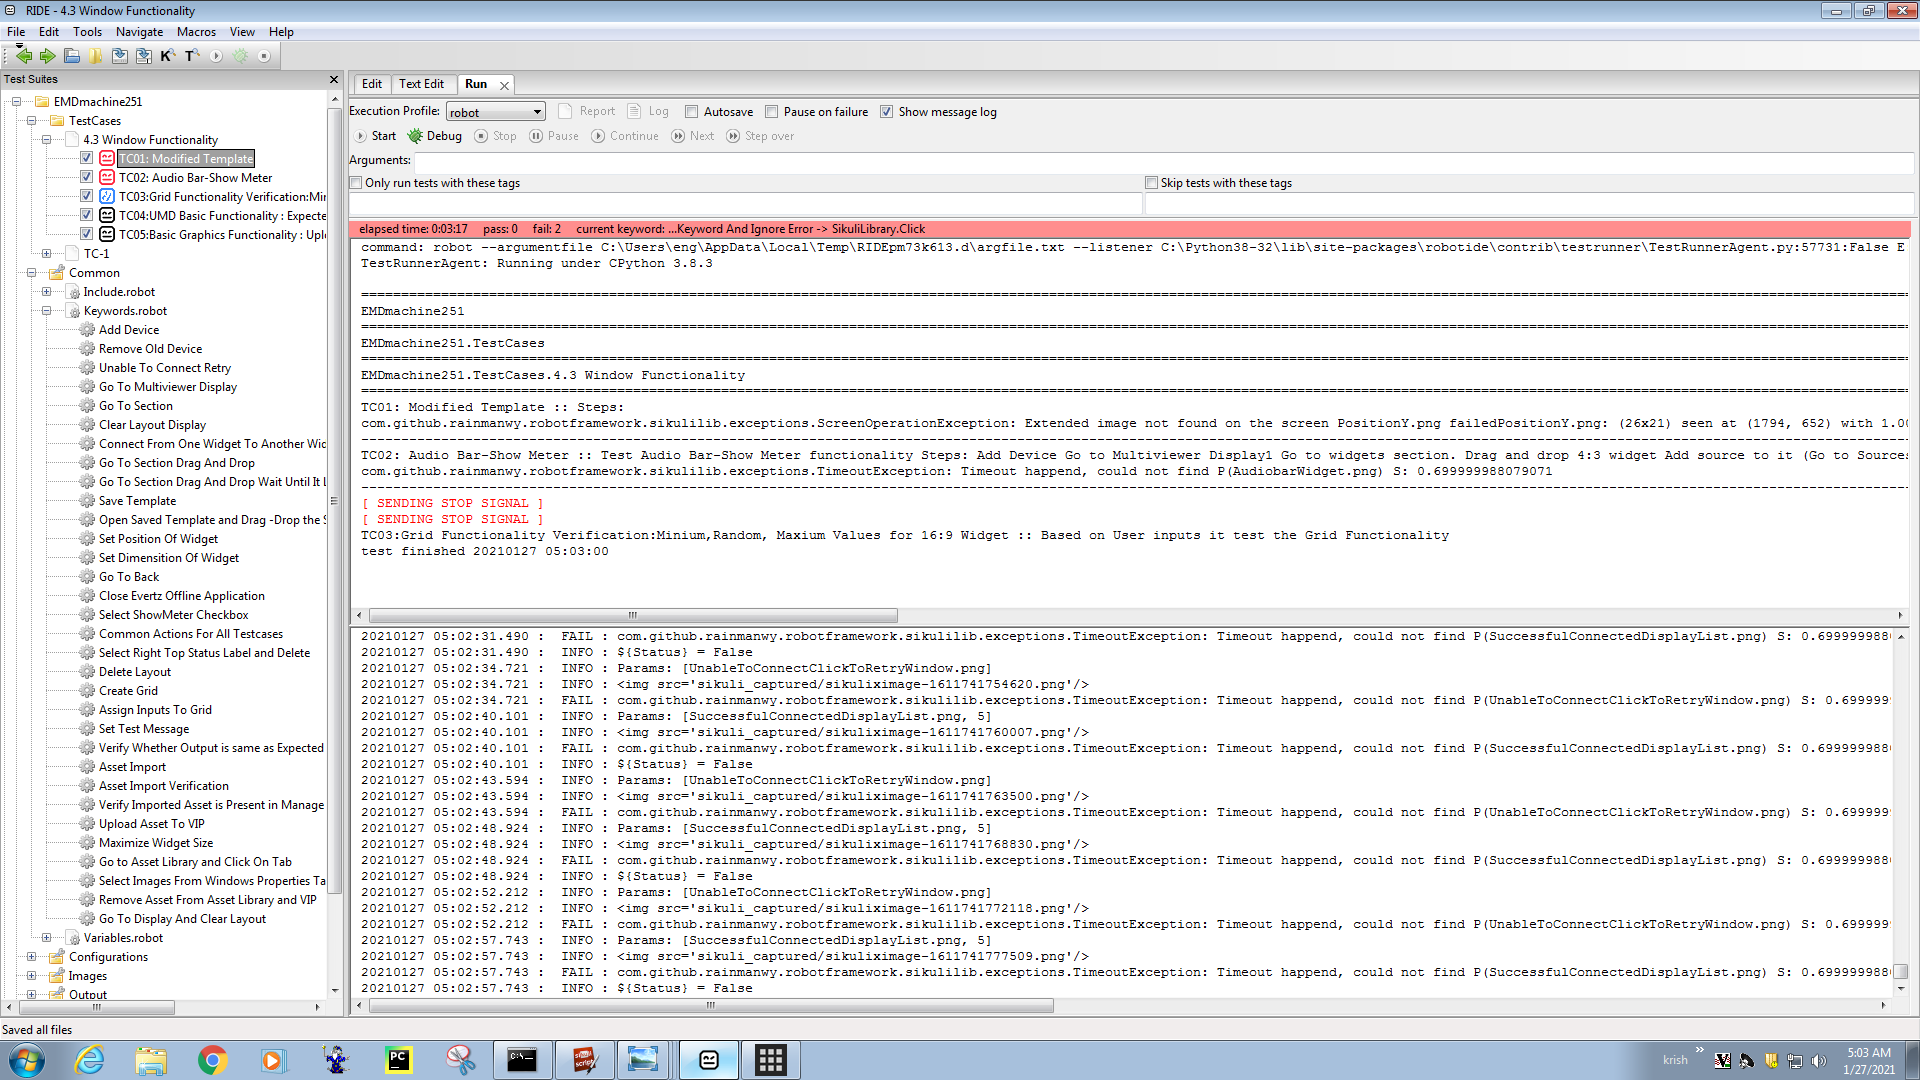 RIDE - 4.3 Window Functionality
File Edit Tools Navigate Macros View Help
Test Suites
EMDmachine251
TestCases
4.3 Window Functionality
TC01: Modified Template
TC02: Audio Bar-Show Meter
TC03:Grid Functionality Verification:Mi
TC04:UMD Basic Functionality : Expecte
TC05:Basic Graphics Functionality : Upl
TC-1
Common
Include.robot
Keywords.robot
Add Device
Remove Old Device
Unable To Connect Retry
Go To Multiviewer Display
Go To Section
Clear Layout Display
Connect From One Widget To Another Wid
Go To Section Drag And Drop
Go To Section Drag And Drop Wait Until It
Save Template
Open Saved Template and Drag -Drop the
Set Position Of Widget
Set Dimensition Of Widget
Go To Back
Close Evertz Offline Application
Select ShowMeter Checkbox
Common Actions For All Testcases
Select Right Top Status Label and Delete
Delete Layout
Create Grid
Assign Inputs To Grid
Set Test Message
Verify Whether Output is same as Expected
Asset Import
Asset Import Verification
Verify Imported Asset is Present in Manage
Upload Asset To VIP
Maximize Widget Size
Go to Asset Library and Click On Tab
Select Images From Windows Properties Ta
Remove Asset From Asset Library and VIP
Go To Display And Clear Layout
Variables.robot
Configurations
Images
Output
Edit Text Edit Run
Execution Profile: robot Report Log Autosave Pause on failure Show message log
Start Debug Stop Pause Continue Next Step over
Arguments:
Only run tests with these tags Skip tests with these tags
elapsed time: 0:03:17 pass: 0 fail: 2 current keyword: ...Keyword And Ignore Error -> SikuliLibrary.Click
command: robot --argumentfile C:\Users\eng\AppData\Local\Temp\RIDEpm73k613.d\argfile.txt --listener C:\Python38-32\lib\site-packages\robotide\contrib\testrunner\TestRunnerAgent.py:57731:False E
TestRunnerAgent: Running under CPython 3.8.3
EMDmachine251
EMDmachine251.TestCases
EMDmachine251.TestCases.4.3 Window Functionality
TC01: Modified Template :: Steps:
com.github.rainmanwy.robotframework.sikulilib.exceptions.ScreenOperationException: Extended image not found on the screen PositionY.png failedPositionY.png: (26x21) seen at (1794, 652) with 1.00
TC02: Audio Bar-Show Meter :: Test Audio Bar-Show Meter functionality Steps: Add Device Go to Multiviewer Display1 Go to widgets section. Drag and drop 4:3 widget Add source to it (Go to Sources
com.github.rainmanwy.robotframework.sikulilib.exceptions.TimeoutException: Timeout happend, could not find P(AudiobarWidget.png) S: 0.699999988079071
[ SENDING STOP SIGNAL ]
[ SENDING STOP SIGNAL ]
TC03:Grid Functionality Verification:Minium,Random, Maxium Values for 16:9 Widget :: Based on User inputs it test the Grid Functionality
test finished 20210127 05:03:00
20210127 05:02:31.490 : FAIL : com.github.rainmanwy.robotframework.sikulilib.exceptions.TimeoutException: Timeout happend, could not find P(SuccessfulConnectedDisplayList.png) S: 0.69999998
20210127 05:02:31.490 : INFO : ${Status} = False
20210127 05:02:34.721 : INFO : Params: [UnableToConnectClickToRetryWindow.png]
20210127 05:02:34.721 : INFO : <img src='sikuli_captured/sikuliximage-1611741754620.png'/>
20210127 05:02:34.721 : FAIL : com.github.rainmanwy.robotframework.sikulilib.exceptions.TimeoutException: Timeout happend, could not find P(UnableToConnectClickToRetryWindow.png) S: 0.699999
20210127 05:02:40.101 : INFO : Params: [SuccessfulConnectedDisplayList.png, 5]
20210127 05:02:40.101 : INFO : <img src='sikuli_captured/sikuliximage-1611741760007.png'/>
20210127 05:02:40.101 : FAIL : com.github.rainmanwy.robotframework.sikulilib.exceptions.TimeoutException: Timeout happend, could not find P(SuccessfulConnectedDisplayList.png) S: 0.69999998
20210127 05:02:40.101 : INFO : ${Status} = False
20210127 05:02:43.594 : INFO : Params: [UnableToConnectClickToRetryWindow.png]
20210127 05:02:43.594 : INFO : <img src='sikuli_captured/sikuliximage-1611741763500.png'/>
20210127 05:02:43.594 : FAIL : com.github.rainmanwy.robotframework.sikulilib.exceptions.TimeoutException: Timeout happend, could not find P(UnableToConnectClickToRetryWindow.png) S: 0.699999
20210127 05:02:48.924 : INFO : Params: [SuccessfulConnectedDisplayList.png, 5]
20210127 05:02:48.924 : INFO : <img src='sikuli_captured/sikuliximage-1611741768830.png'/>
20210127 05:02:48.924 : FAIL : com.github.rainmanwy.robotframework.sikulilib.exceptions.TimeoutException: Timeout happend, could not find P(SuccessfulConnectedDisplayList.png) S: 0.69999998
20210127 05:02:48.924 : INFO : ${Status} = False
20210127 05:02:52.212 : INFO : Params: [UnableToConnectClickToRetryWindow.png]
20210127 05:02:52.212 : INFO : <img src='sikuli_captured/sikuliximage-1611741772118.png'/>
20210127 05:02:52.212 : FAIL : com.github.rainmanwy.robotframework.sikulilib.exceptions.TimeoutException: Timeout happend, could not find P(UnableToConnectClickToRetryWindow.png) S: 0.699999
20210127 05:02:57.743 : INFO : Params: [SuccessfulConnectedDisplayList.png, 5]
20210127 05:02:57.743 : INFO : <img src='sikuli_captured/sikuliximage-1611741777509.png'/>
20210127 05:02:57.743 : FAIL : com.github.rainmanwy.robotframework.sikulilib.exceptions.TimeoutException: Timeout happend, could not find P(SuccessfulConnectedDisplayList.png) S: 0.69999998
20210127 05:02:57.743 : INFO : ${Status} = False
Saved all files
krish
5:03 AM
1/27/2021